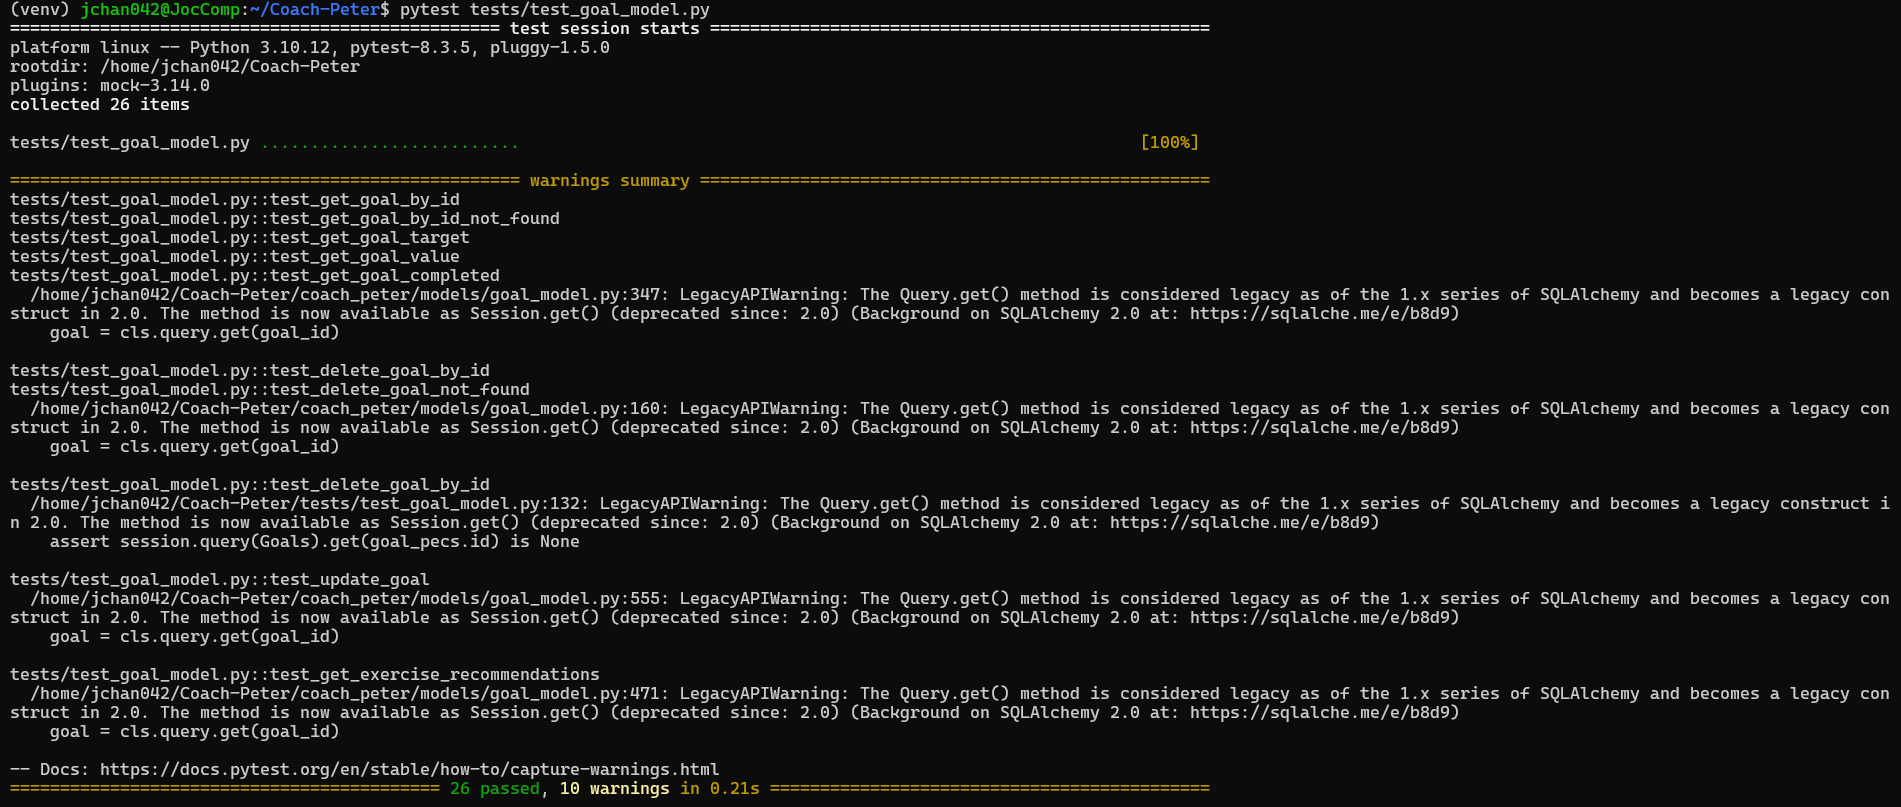 (venv) jchan042@JocComp:~/Coach-Peter$ pytest tests/test_goal_model.py
================================================= test session starts ==================================================
platform linux -- Python 3.10.12, pytest-8.3.5, pluggy-1.5.0
rootdir: /home/jchan042/Coach-Peter
plugins: mock-3.14.0
collected 26 items
tests/test_goal_model.py .......................... [100%]
=================================================== warnings summary ===================================================
tests/test_goal_model.py::test_get_goal_by_id
tests/test_goal_model.py::test_get_goal_by_id_not_found
tests/test_goal_model.py::test_get_goal_target
tests/test_goal_model.py::test_get_goal_value
tests/test_goal_model.py::test_get_goal_completed
/home/jchan042/Coach-Peter/coach_peter/models/goal_model.py:347: LegacyAPIWarning: The Query.get() method is considered legacy as of the 1.x series of SQLAlchemy and becomes a legacy con
struct in 2.0. The method is now available as Session.get() (deprecated since: 2.0) (Background on SQLAlchemy 2.0 at: https://sqlalche.me/e/b8d9)
goal = cls.query.get(goal_id)
tests/test_goal_model.py::test_delete_goal_by_id
tests/test_goal_model.py::test_delete_goal_not_found
/home/jchan042/Coach-Peter/coach_peter/models/goal_model.py:160: LegacyAPIWarning: The Query.get() method is considered legacy as of the 1.x series of SQLAlchemy and becomes a legacy con
struct in 2.0. The method is now available as Session.get() (deprecated since: 2.0) (Background on SQLAlchemy 2.0 at: https://sqlalche.me/e/b8d9)
goal = cls.query.get(goal_id)
tests/test_goal_model.py::test_delete_goal_by_id
/home/jchan042/Coach-Peter/tests/test_goal_model.py:132: LegacyAPIWarning: The Query.get() method is considered legacy as of the 1.x series of SQLAlchemy and becomes a legacy construct i
n 2.0. The method is now available as Session.get() (deprecated since: 2.0) (Background on SQLAlchemy 2.0 at: https://sqlalche.me/e/b8d9)
assert session.query(Goals).get(goal_pecs.id) is None
tests/test_goal_model.py::test_update_goal
/home/jchan042/Coach-Peter/coach_peter/models/goal_model.py:555: LegacyAPIWarning: The Query.get() method is considered legacy as of the 1.x series of SQLAlchemy and becomes a legacy con
struct in 2.0. The method is now available as Session.get() (deprecated since: 2.0) (Background on SQLAlchemy 2.0 at: https://sqlalche.me/e/b8d9)
goal = cls.query.get(goal_id)
tests/test_goal_model.py::test_get_exercise_recommendations
/home/jchan042/Coach-Peter/coach_peter/models/goal_model.py:471: LegacyAPIWarning: The Query.get() method is considered legacy as of the 1.x series of SQLAlchemy and becomes a legacy con
struct in 2.0. The method is now available as Session.get() (deprecated since: 2.0) (Background on SQLAlchemy 2.0 at: https://sqlalche.me/e/b8d9)
goal = cls.query.get(goal_id)
-- Docs: https://docs.pytest.org/en/stable/how-to/capture-warnings.html
=========================================== 26 passed, 10 warnings in 0.21s ============================================